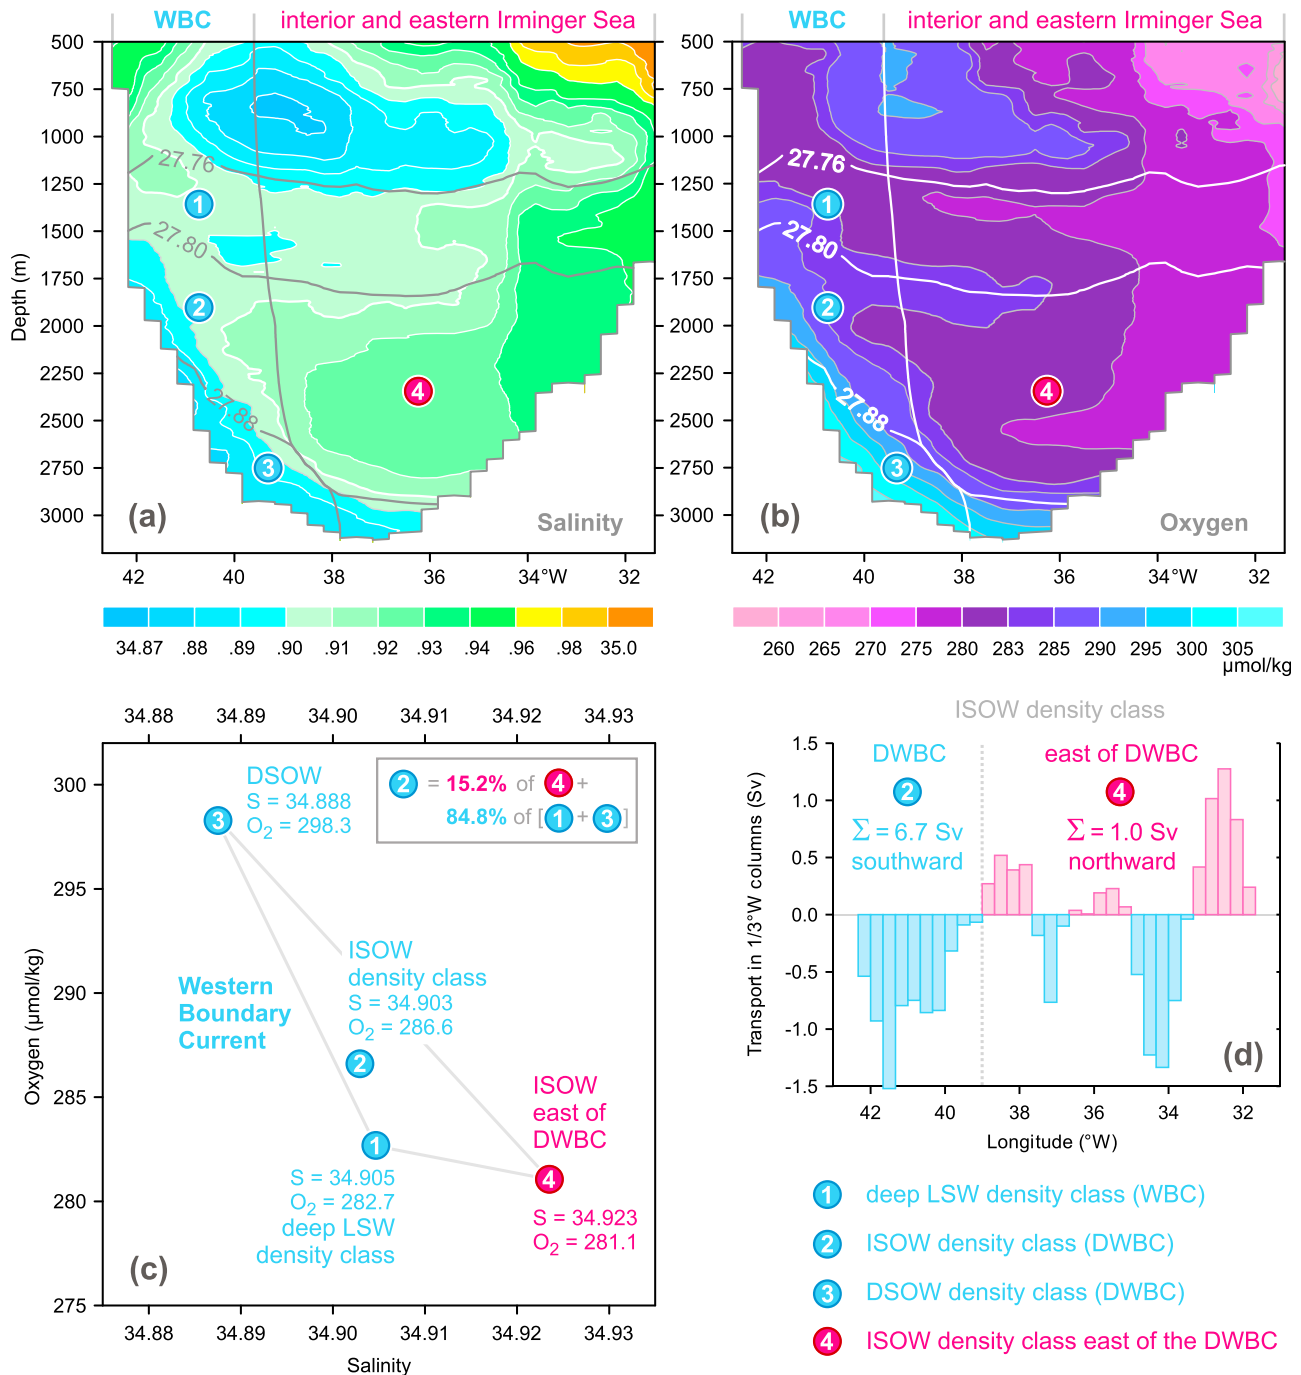 WBC
interior and eastern Irminger Sea
WBC
interior and eastern Irminger Sea
500
750
1000
1250
1500
1750
2000
2250
2500
2750
3000
Depth (m)
27.76
27.80
27.88
1
2
3
4
(a)
Salinity
42
40
38
36
34°W
32
500
750
1000
1250
1500
1750
2000
2250
2500
2750
3000
27.76
27.80
27.88
1
2
3
4
(b)
Oxygen
42
40
38
36
34°W
32
34.87 .88 .89 .90 .91 .92 .93 .94 .96 .98 35.0
260 265 270 275 280 283 285 290 295 300 305
µmol/kg
34.88 34.89 34.90 34.91 34.92 34.93
300
295
290
285
280
275
Oxygen (µmol/kg)
DSOW
S = 34.888
O2 = 298.3
3
2 = 15.2% of 4 +
84.8% of [ 1 + 3 ]
ISOW
density class
S = 34.903
O2 = 286.6
2
Western
Boundary
Current
1
S = 34.905
O2 = 282.7
deep LSW
density class
ISOW
east of
DWBC
4
S = 34.923
O2 = 281.1
(c)
34.88 34.89 34.90 34.91 34.92 34.93
Salinity
ISOW density class
1.5
1.0
0.5
0.0
-0.5
-1.0
-1.5
Transport in 1/3°W columns (Sv)
DWBC
2
Σ = 6.7 Sv
southward
east of DWBC
4
Σ = 1.0 Sv
northward
(d)
42 40 38 36 34 32
Longitude (°W)
1 deep LSW density class (WBC)
2 ISOW density class (DWBC)
3 DSOW density class (DWBC)
4 ISOW density class east of the DWBC